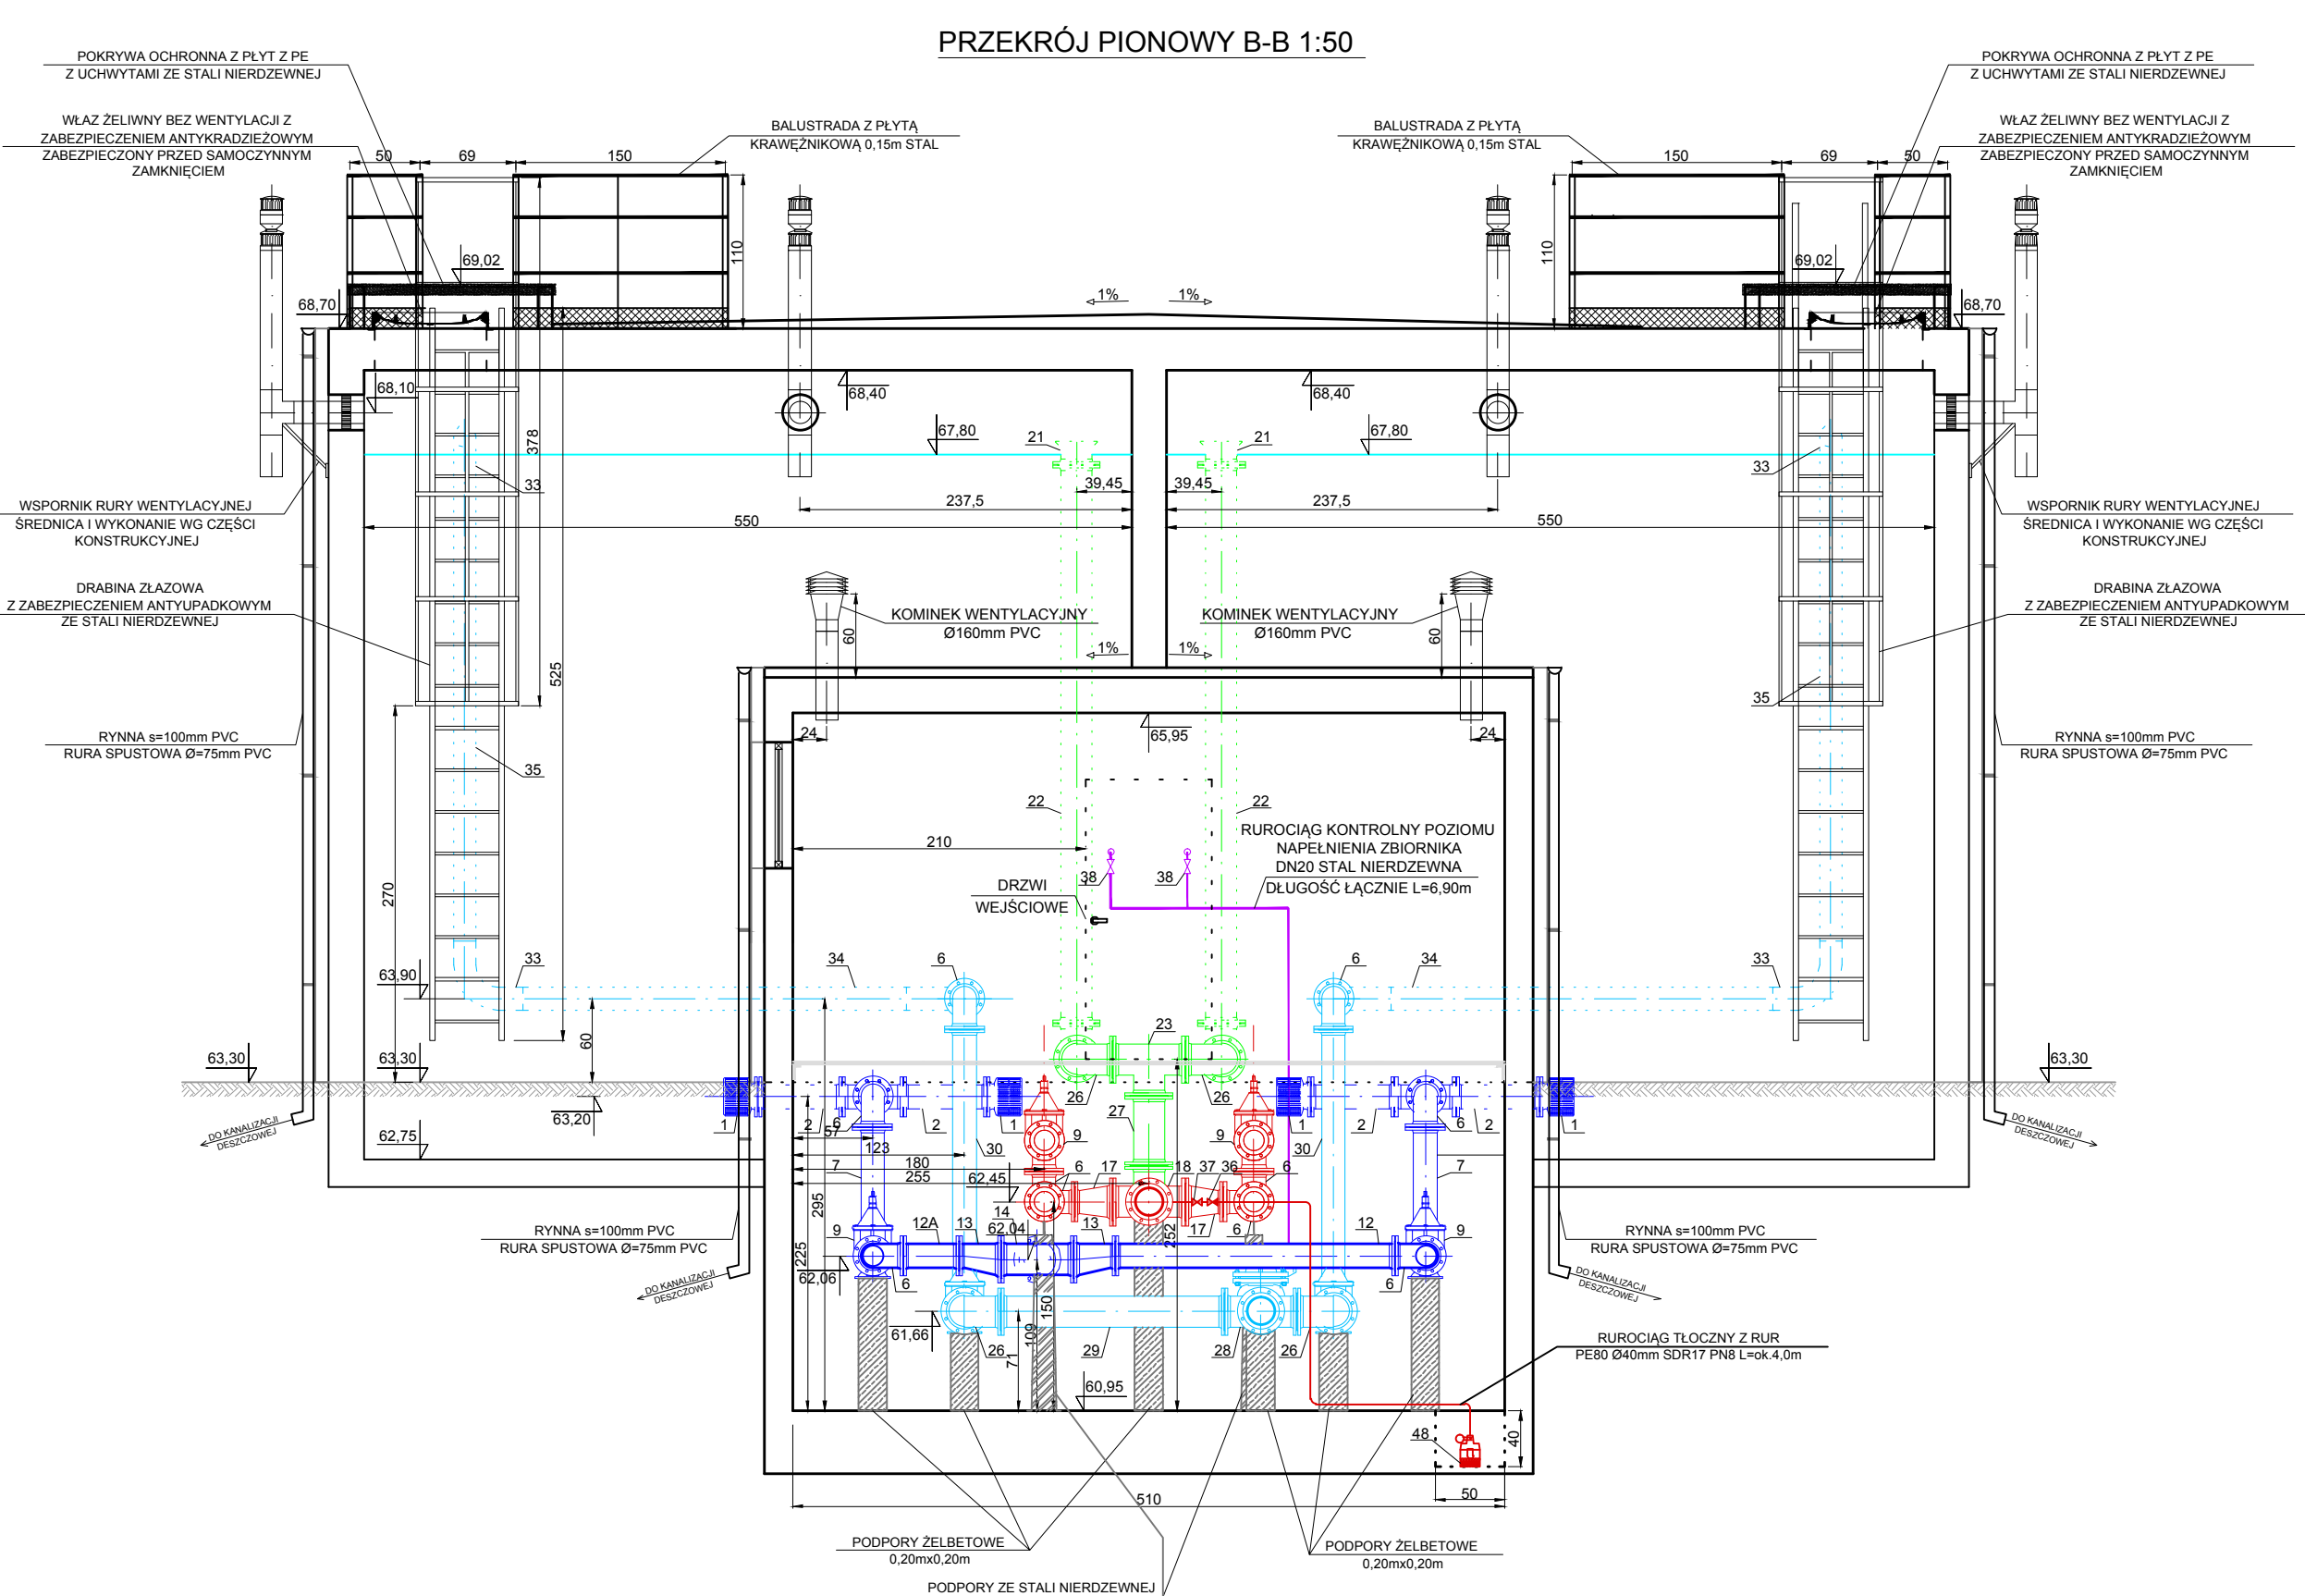 PRZEKRÓJ PIONOWY B-B 1:50
POKRYWA OCHRONNA Z PŁYT Z PE
Z UCHWYTAMI ZE STALI NIERDZEWNEJ
POKRYWA OCHRONNA Z PŁYT Z PE
Z UCHWYTAMI ZE STALI NIERDZEWNEJ
WŁAZ ŻELIWNY BEZ WENTYLACJI Z
ZABEZPIECZENIEM ANTYKRADZIEŻOWYM
ZABEZPIECZONY PRZED SAMOCZYNNYM
ZAMKNIĘCIEM
BALUSTRADA Z PŁYTĄ
KRAWĘŻNIKOWĄ 0,15m STAL
BALUSTRADA Z PŁYTĄ
KRAWĘŻNIKOWĄ 0,15m STAL
WŁAZ ŻELIWNY BEZ WENTYLACJI Z
ZABEZPIECZENIEM ANTYKRADZIEŻOWYM
ZABEZPIECZONY PRZED SAMOCZYNNYM
ZAMKNIĘCIEM
50 69 150
150 69 50
110
110
69,02
69,02
68,70
68,70
1% 1%
68,10
68,40
68,40
378
67,80
67,80
21
21
33
33
39,45
39,45
237,5
237,5
550
550
WSPORNIK RURY WENTYLACYJNEJ
ŚREDNICA I WYKONANIE WG CZĘŚCI
KONSTRUKCYJNEJ
WSPORNIK RURY WENTYLACYJNEJ
ŚREDNICA I WYKONANIE WG CZĘŚCI
KONSTRUKCYJNEJ
DRABINA ZŁAZOWA
Z ZABEZPIECZENIEM ANTYUPADKOWYM
ZE STALI NIERDZEWNEJ
DRABINA ZŁAZOWA
Z ZABEZPIECZENIEM ANTYUPADKOWYM
ZE STALI NIERDZEWNEJ
KOMINEK WENTYLACYJNY
Ø160mm PVC
KOMINEK WENTYLACYJNY
Ø160mm PVC
60
60
1% 1%
525
35
35
RYNNA s=100mm PVC
RURA SPUSTOWA Ø=75mm PVC
RYNNA s=100mm PVC
RURA SPUSTOWA Ø=75mm PVC
24
65,95
24
22
22
210
RUROCIĄG KONTROLNY POZIOMU
NAPEŁNIENIA ZBIORNIKA
DN20 STAL NIERDZEWNA
DŁUGOŚĆ ŁĄCZNIE L=6,90m
38
38
DRZWI
WEJŚCIOWE
270
63,90
33
34
6
6
34
33
60
23
63,30
63,30
63,30
63,20
26
26
27
1 2 6 2 1
1 2 6 2 1
57
123
180
255
62,75
30
30
9
9
7
7
6
17
18
37
36
6
62,45
295
225
14
62,04
12A
13
13
17
6
12
9
9
252
62,06
6
6
RYNNA s=100mm PVC
RURA SPUSTOWA Ø=75mm PVC
RYNNA s=100mm PVC
RURA SPUSTOWA Ø=75mm PVC
DO KANALIZACJI
DESZCZOWEJ
DO KANALIZACJI
DESZCZOWEJ
DO KANALIZACJI
DESZCZOWEJ
DO KANALIZACJI
DESZCZOWEJ
61,66
26
71
109
150
29
28
26
RUROCIĄG TŁOCZNY Z RUR
PE80 Ø40mm SDR17 PN8 L=ok.4,0m
60,95
48
40
50
510
PODPORY ŻELBETOWE
0,20mx0,20m
PODPORY ŻELBETOWE
0,20mx0,20m
PODPORY ZE STALI NIERDZEWNEJ